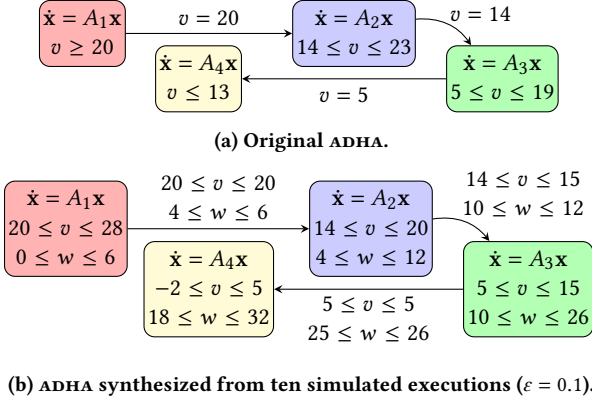 ẋ = A₁x
v ≥ 20
v = 20
ẋ = A₂x
14 ≤ v ≤ 23
v = 14
ẋ = A₃x
5 ≤ v ≤ 19
v = 5
ẋ = A₄x
v ≤ 13
(a) Original ADHA.
ẋ = A₁x
20 ≤ v ≤ 28
0 ≤ w ≤ 6
20 ≤ v ≤ 20
4 ≤ w ≤ 6
ẋ = A₂x
14 ≤ v ≤ 20
4 ≤ w ≤ 12
14 ≤ v ≤ 15
10 ≤ w ≤ 12
ẋ = A₃x
5 ≤ v ≤ 15
10 ≤ w ≤ 26
5 ≤ v ≤ 5
25 ≤ w ≤ 26
ẋ = A₄x
−2 ≤ v ≤ 5
18 ≤ w ≤ 32
(b) ADHA synthesized from ten simulated executions (ε = 0.1).